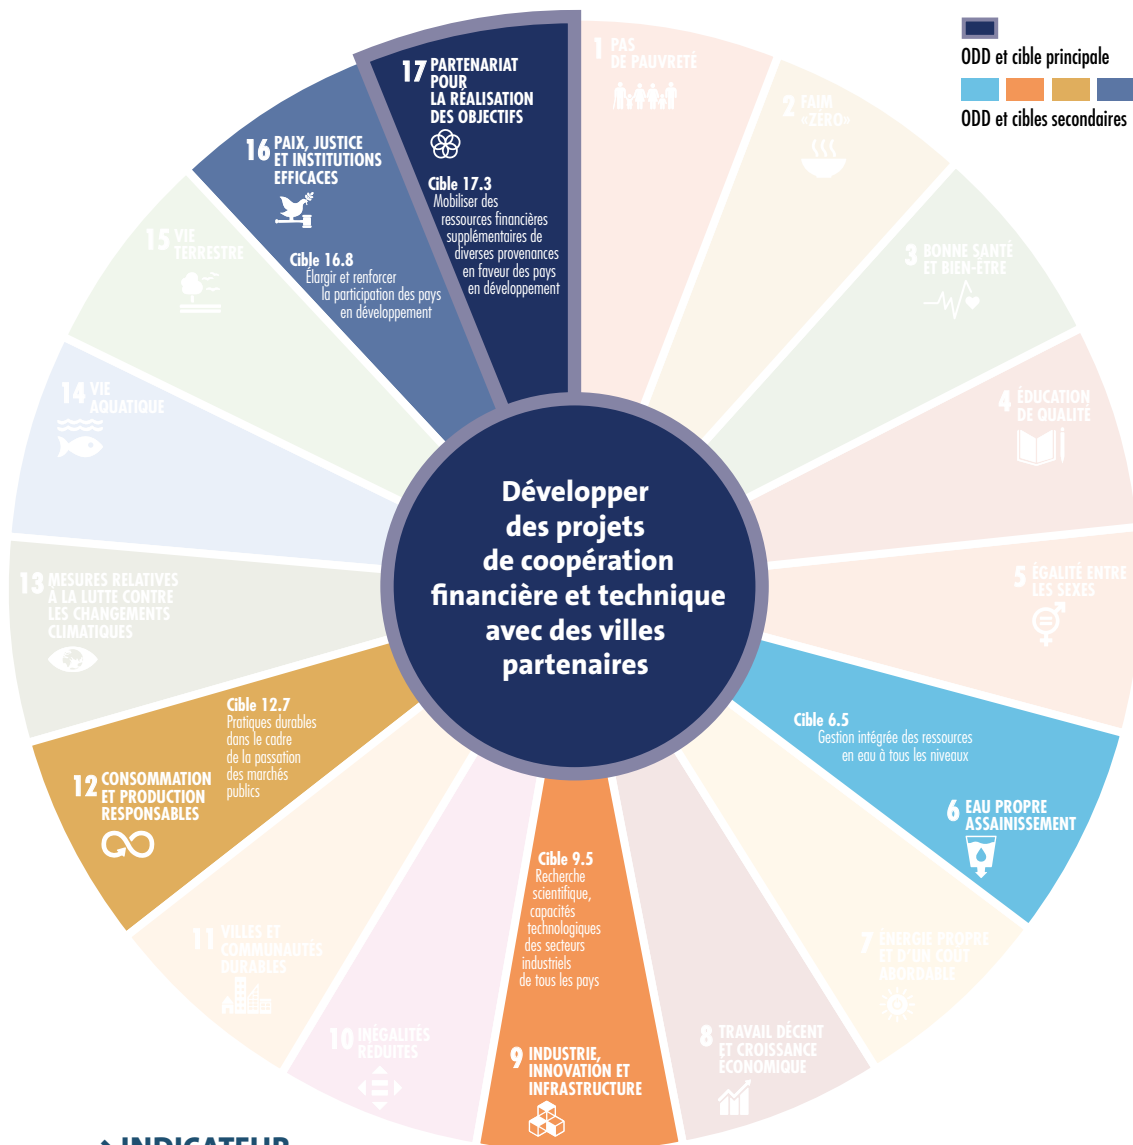 1 PAS
DE PAUVRETÉ
2 FAIM
«ZÉRO»
3 BONNE SANTÉ
ET BIEN-ÊTRE
4 ÉDUCATION
DE QUALITÉ
5 ÉGALITÉ ENTRE
LES SEXES
Cible 6.5
Gestion intégrée des ressources
en eau à tous les niveaux
6 EAU PROPRE
ASSAINISSEMENT
7 ÉNERGIE PROPRE
ET D'UN COÛT
ABORDABLE
8 TRAVAIL DÉCENT
ET CROISSANCE
ÉCONOMIQUE
Cible 9.5
Recherche
scientifique,
capacités
technologiques
des secteurs
industriels
de tous les pays
9 INDUSTRIE,
INNOVATION ET
INFRASTRUCTURE
10 INÉGALITÉS
RÉDUITES
11 VILLES ET
COMMUNAUTÉS
DURABLES
Cible 12.7
Pratiques durables
dans le cadre
de la passation
des marchés
publics
12 CONSOMMATION
ET PRODUCTION
RESPONSABLES
13 MESURES RELATIVES
À LA LUTTE CONTRE
LES CHANGEMENTS
CLIMATIQUES
14 VIE
AQUATIQUE
15 VIE
TERRESTRE
16 PAIX, JUSTICE
ET INSTITUTIONS
EFFICACES
Cible 16.8
Élargir et renforcer
la participation des pays
en développement
17 PARTENARIAT
POUR
LA RÉALISATION
DES OBJECTIFS
Cible 17.3
Mobiliser des
ressources financières
supplémentaires de
diverses provenances
en faveur des pays
en développement
Développer
des projets
de coopération
financière et technique
avec des villes
partenaires
ODD et cible principale
ODD et cibles secondaires
INDICATEUR